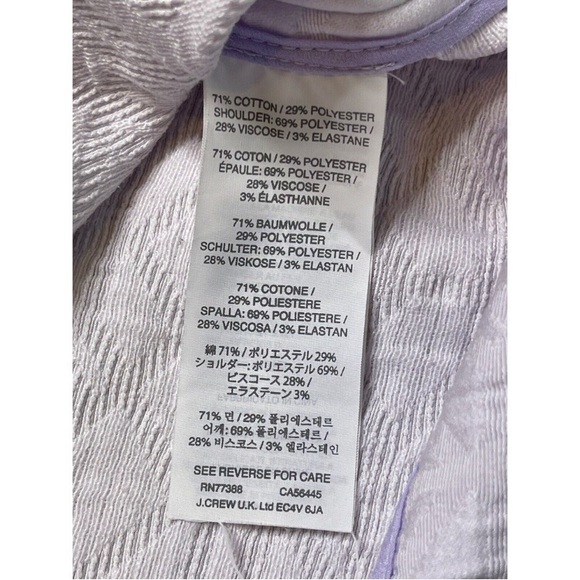 71% COTTON / 29% POLYESTER
SHOULDER: 69% POLYESTER /
28% VISCOSE / 3% ELASTANE
71% COTON / 29% POLYESTER
ÉPAULE: 69% POLYESTER /
28% VISCOSE /
3% ÉLASTHANNE
71% BAUMWOLLE /
29% POLYESTER
SCHULTER: 69% POLYESTER /
28% VISKOSE / 3% ELASTAN
71% COTONE /
29% POLIESTERE
SPALLA: 69% POLIESTERE /
28% VISCOSA / 3% ELASTAN
綿 71% / ポリエステル 29%
ショルダー: ポリエステル 69% /
ビスコース 28% /
エラステーン 3%
71% 면 / 29% 폴리에스테르
어깨: 69% 폴리에스테르 /
28% 비스코스 / 3% 엘라스테인
SEE REVERSE FOR CARE
RN77388 CA56445
J.CREW U.K. Ltd EC4V 6JA